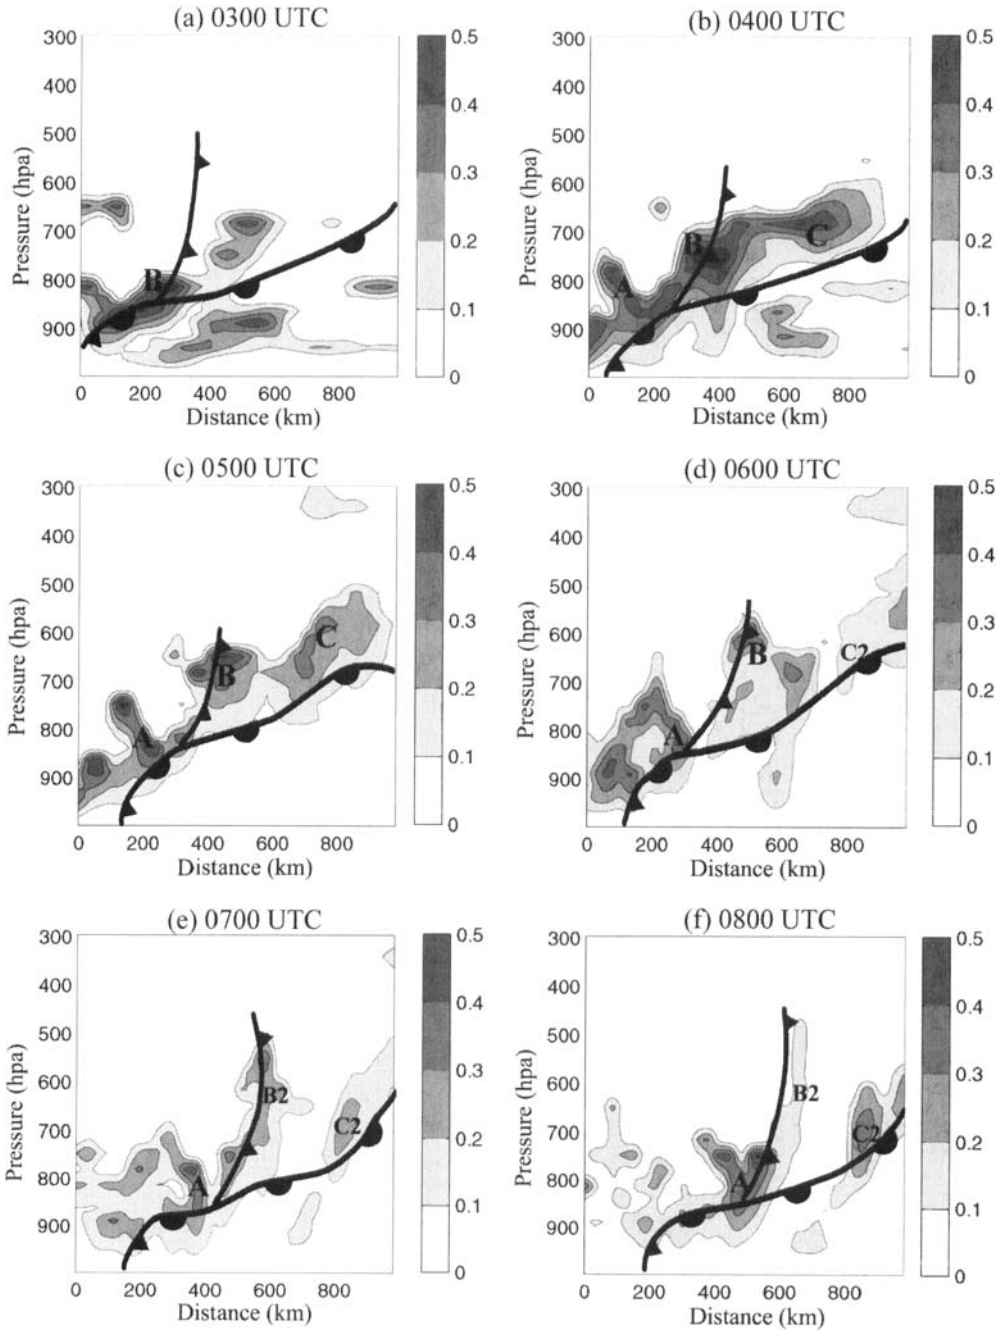 (a) 0300 UTC
300
400
500
600
700
800
900
Pressure (hpa)
B
0 200 400 600 800
Distance (km)
0.5
0.4
0.3
0.2
0.1
0
(b) 0400 UTC
300
400
500
600
700
800
900
Pressure (hpa)
A
B
C
0 200 400 600 800
Distance (km)
0.5
0.4
0.3
0.2
0.1
0
(c) 0500 UTC
300
400
500
600
700
800
900
Pressure (hpa)
A
B
C
0 200 400 600 800
Distance (km)
0.5
0.4
0.3
0.2
0.1
0
(d) 0600 UTC
300
400
500
600
700
800
900
Pressure (hpa)
A
B
C2
0 200 400 600 800
Distance (km)
0.5
0.4
0.3
0.2
0.1
0
(e) 0700 UTC
300
400
500
600
700
800
900
Pressure (hpa)
A
B2
C2
0 200 400 600 800
Distance (km)
0.5
0.4
0.3
0.2
0.1
0
(f) 0800 UTC
300
400
500
600
700
800
900
Pressure (hpa)
A
B2
C2
0 200 400 600 800
Distance (km)
0.5
0.4
0.3
0.2
0.1
0